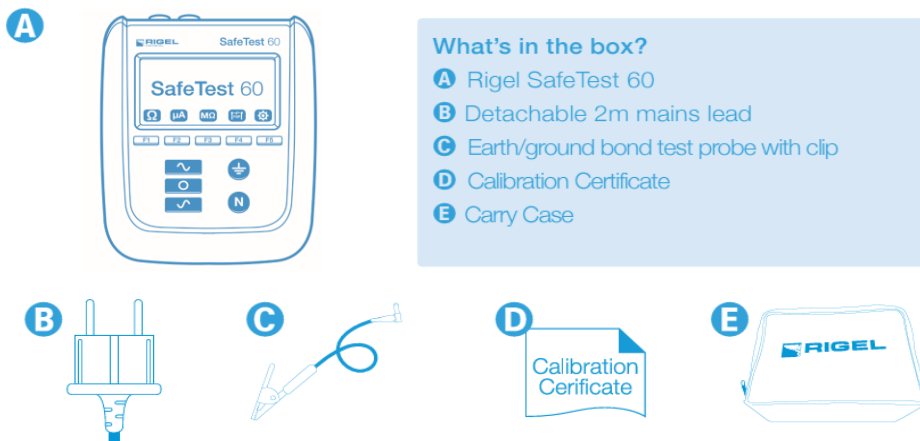 A
RIGEL SafeTest 60
SafeTest 60
Ω µA MΩ
F1 F2 F3 F4 F5
N
What's in the box?
A Rigel SafeTest 60
B Detachable 2m mains lead
C Earth/ground bond test probe with clip
D Calibration Certificate
E Carry Case
B
C
D
Calibration
Cerificate
E
RIGEL